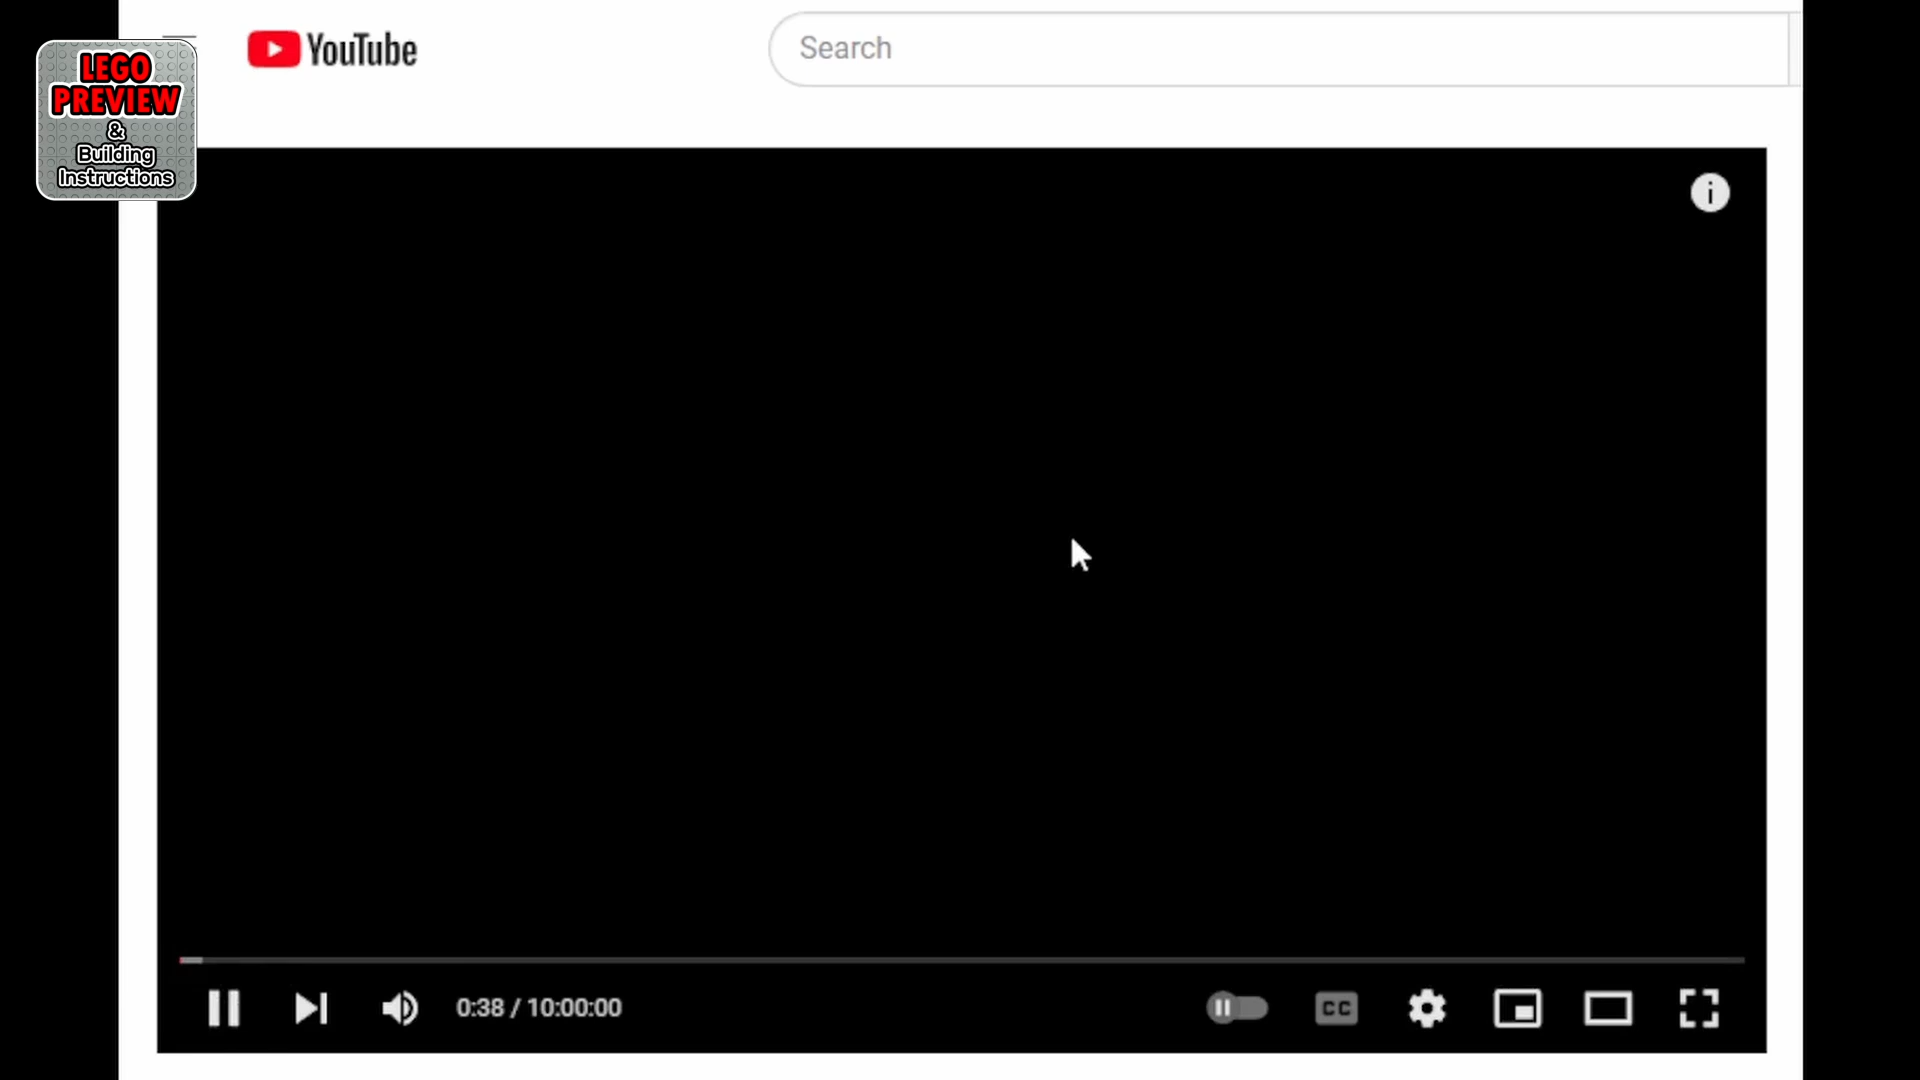 YouTube
Search
LEGO
PREVIEW
&
Building
Instructions
i
0:38 / 10:00:00
CC